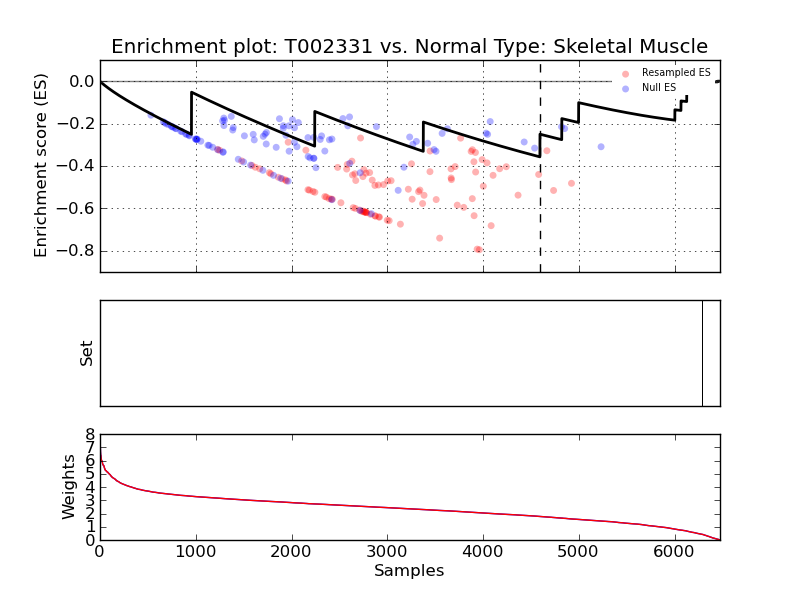 Enrichment plot: T002331 vs. Normal Type: Skeletal Muscle
Enrichment score (ES)
0.0
−0.2
−0.4
−0.6
−0.8
Resampled ES
Null ES
Set
Weights
8
7
6
5
4
3
2
1
0
0 1000 2000 3000 4000 5000 6000
Samples